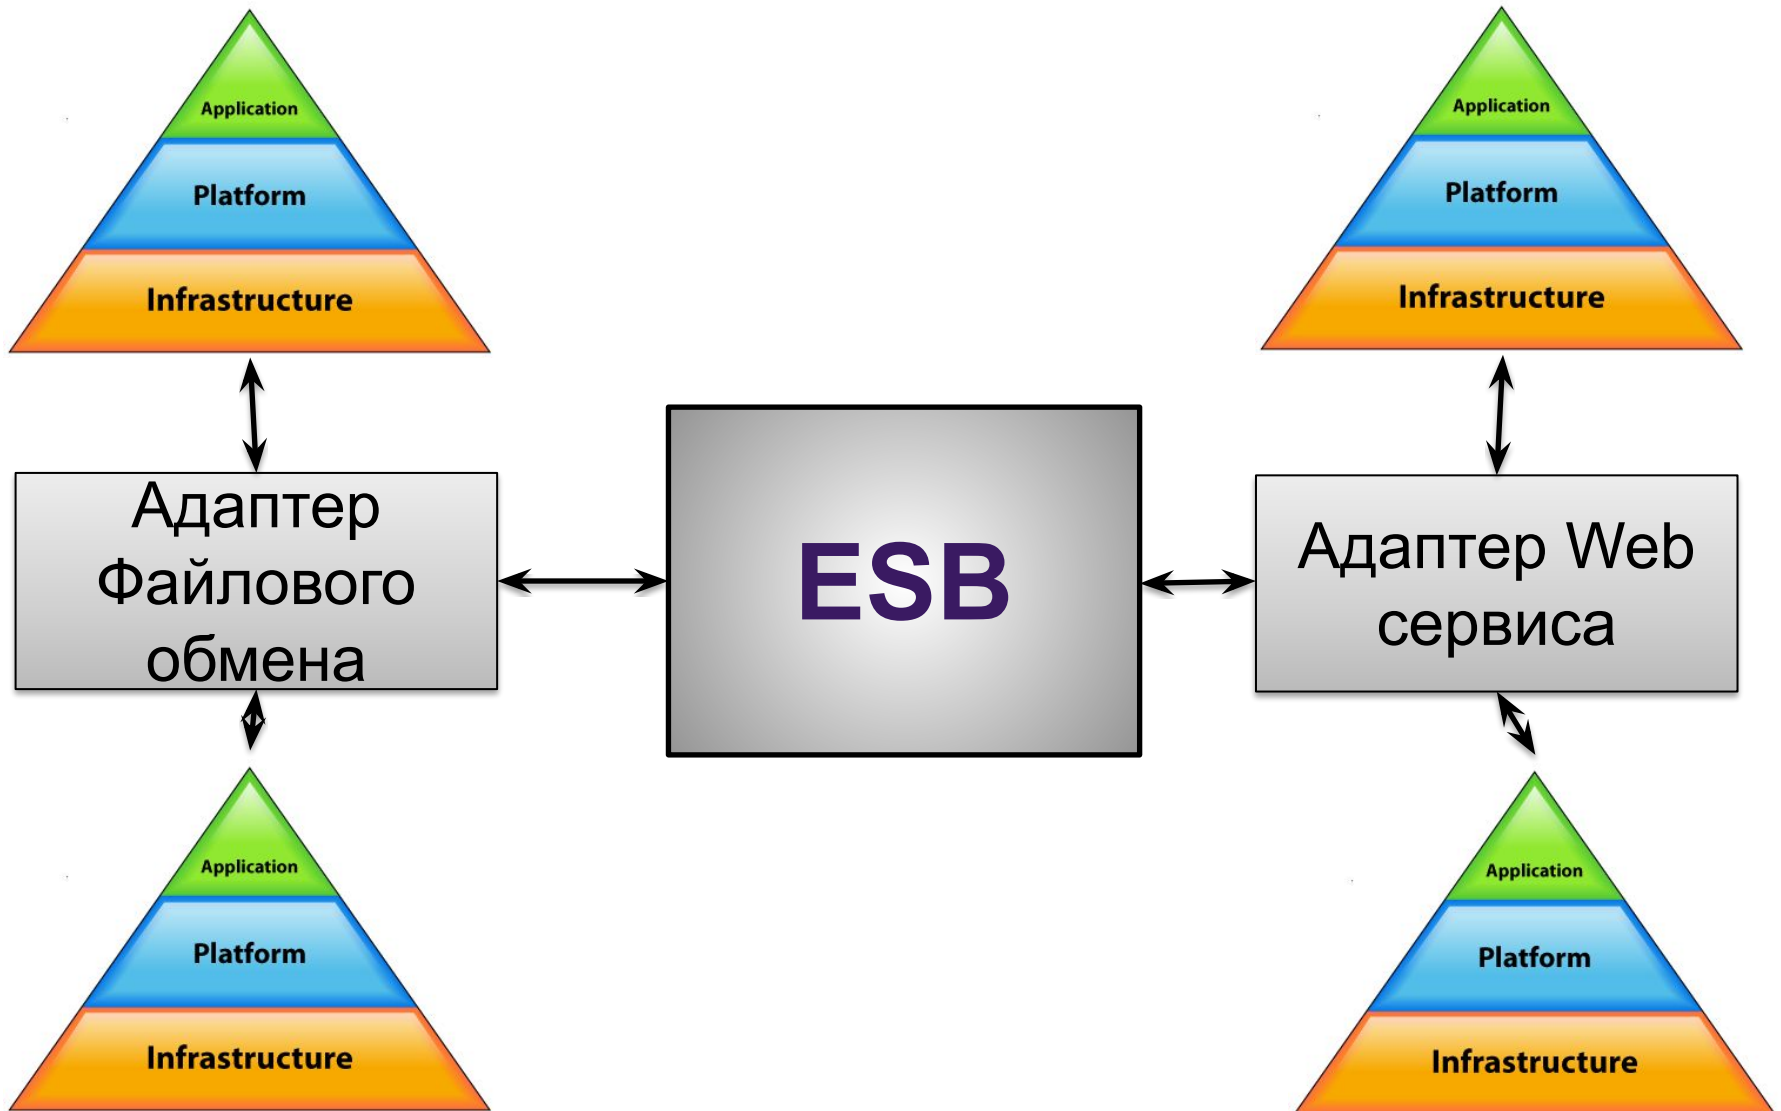 Application
Platform
Infrastructure
Application
Platform
Infrastructure
Адаптер
Файлового
обмена
ESB
Адаптер Web
сервиса
Application
Platform
Infrastructure
Application
Platform
Infrastructure